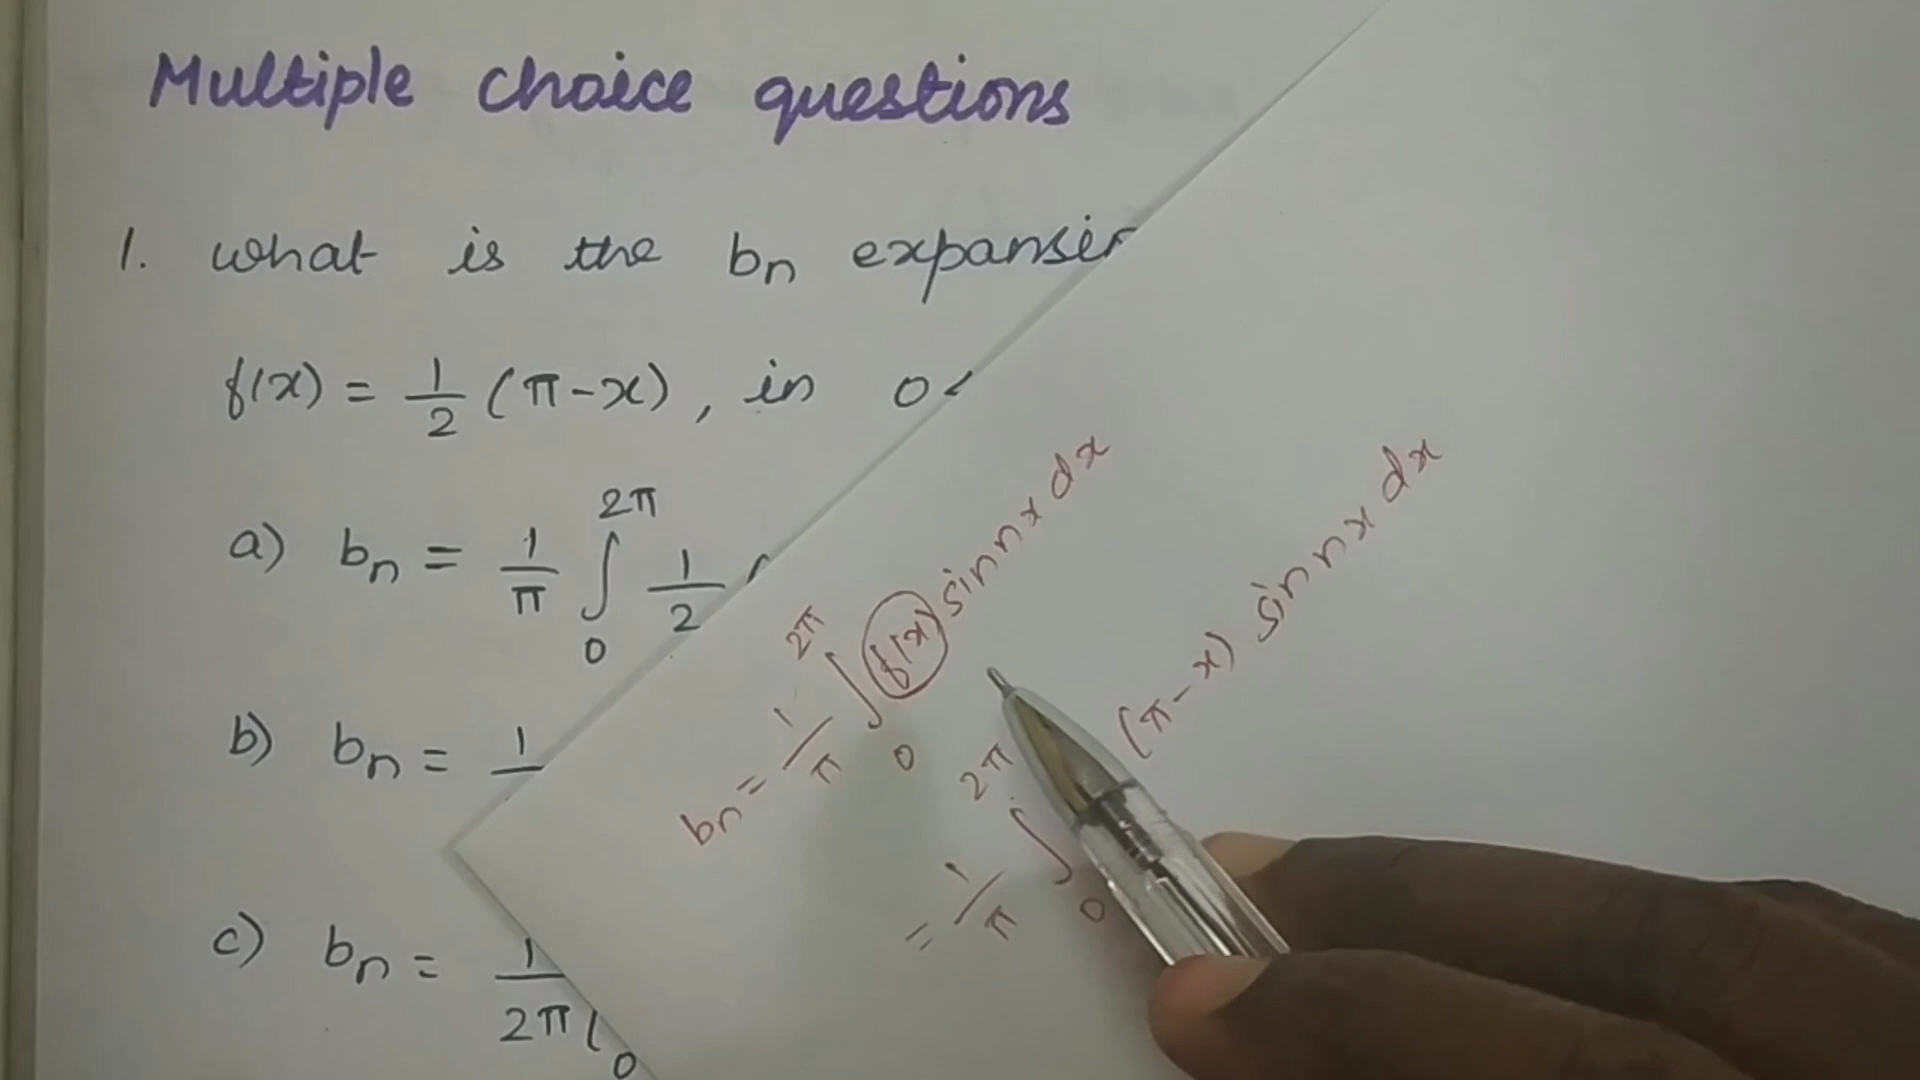 Multiple choice questions
1. what is the bn
f(x) = 1/2 (π-x), in 0<
a) bn = 1/π ∫₀^2π 1/2
b) bn = 1
c) bn = 1/2π ∫₀
bn = 1/π ∫₀^2π f(x) sin nx dx
= 1/π ∫₀^2π (π-x) sin nx dx